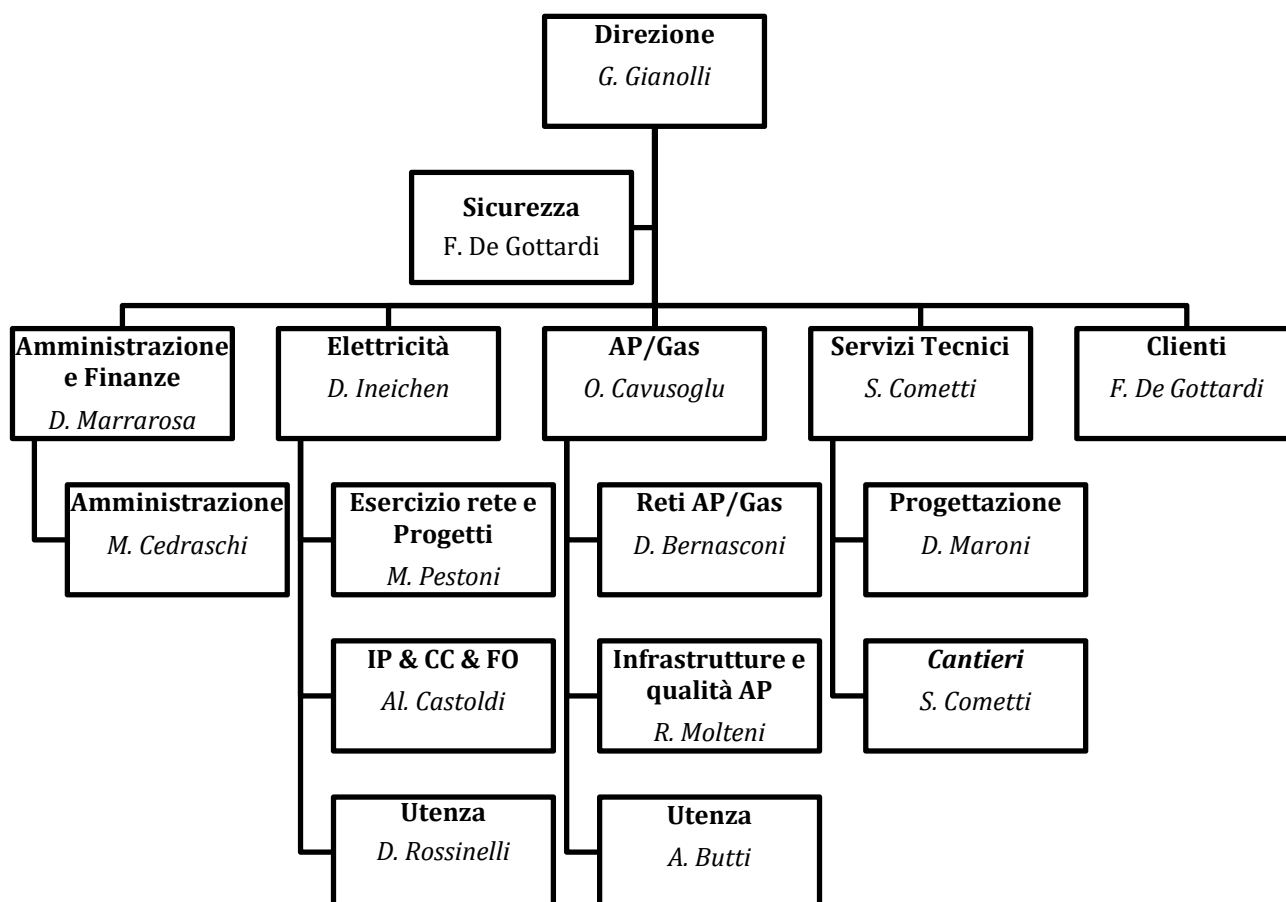 Direzione
G. Gianolli
Sicurezza
F. De Gottardi
Amministrazione
e Finanze
D. Marrarosa
Elettricità
D. Ineichen
AP/Gas
O. Cavusoglu
Servizi Tecnici
S. Cometti
Clienti
F. De Gottardi
Amministrazione
M. Cedraschi
Esercizio rete e
Progetti
M. Pestoni
Reti AP/Gas
D. Bernasconi
Progettazione
D. Maroni
IP & CC & FO
Al. Castoldi
Infrastrutture e
qualità AP
R. Molteni
Cantieri
S. Cometti
Utenza
D. Rossinelli
Utenza
A. Butti